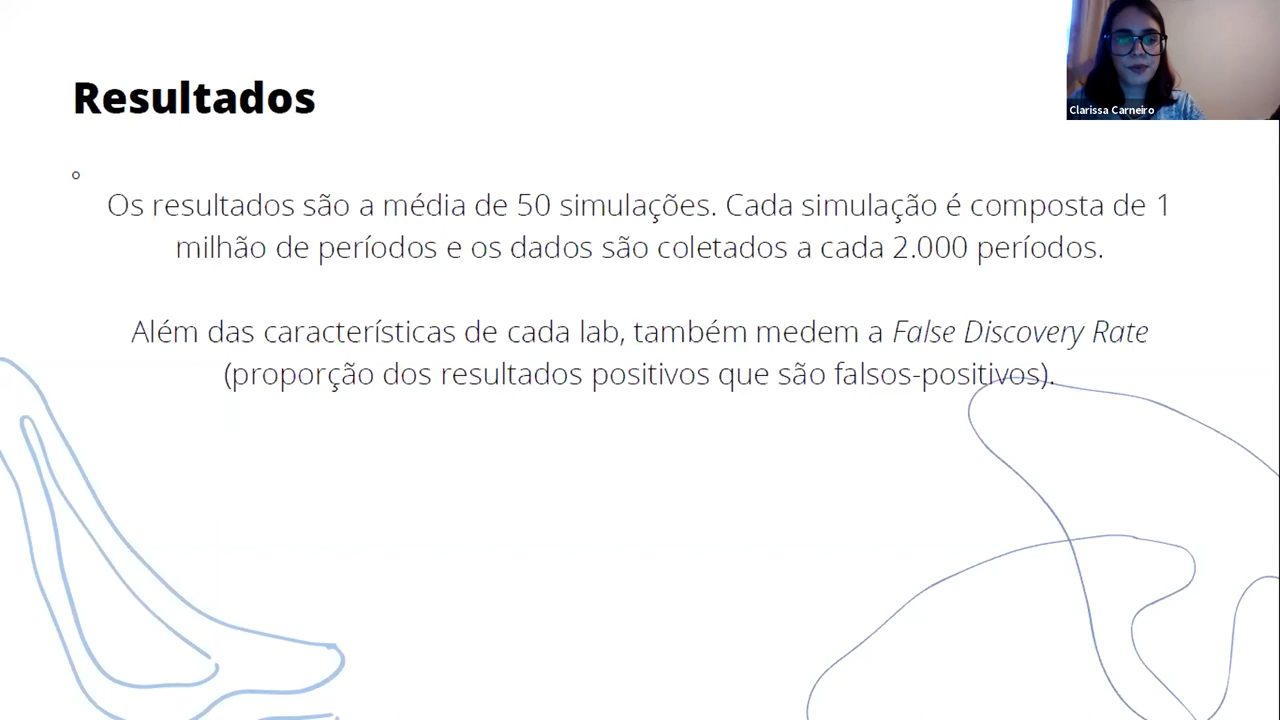 Resultados
Clarissa Carneiro
Os resultados são a média de 50 simulações. Cada simulação é composta de 1
milhão de períodos e os dados são coletados a cada 2.000 períodos.
Além das características de cada lab, também medem a False Discovery Rate
(proporção dos resultados positivos que são falsos-positivos).